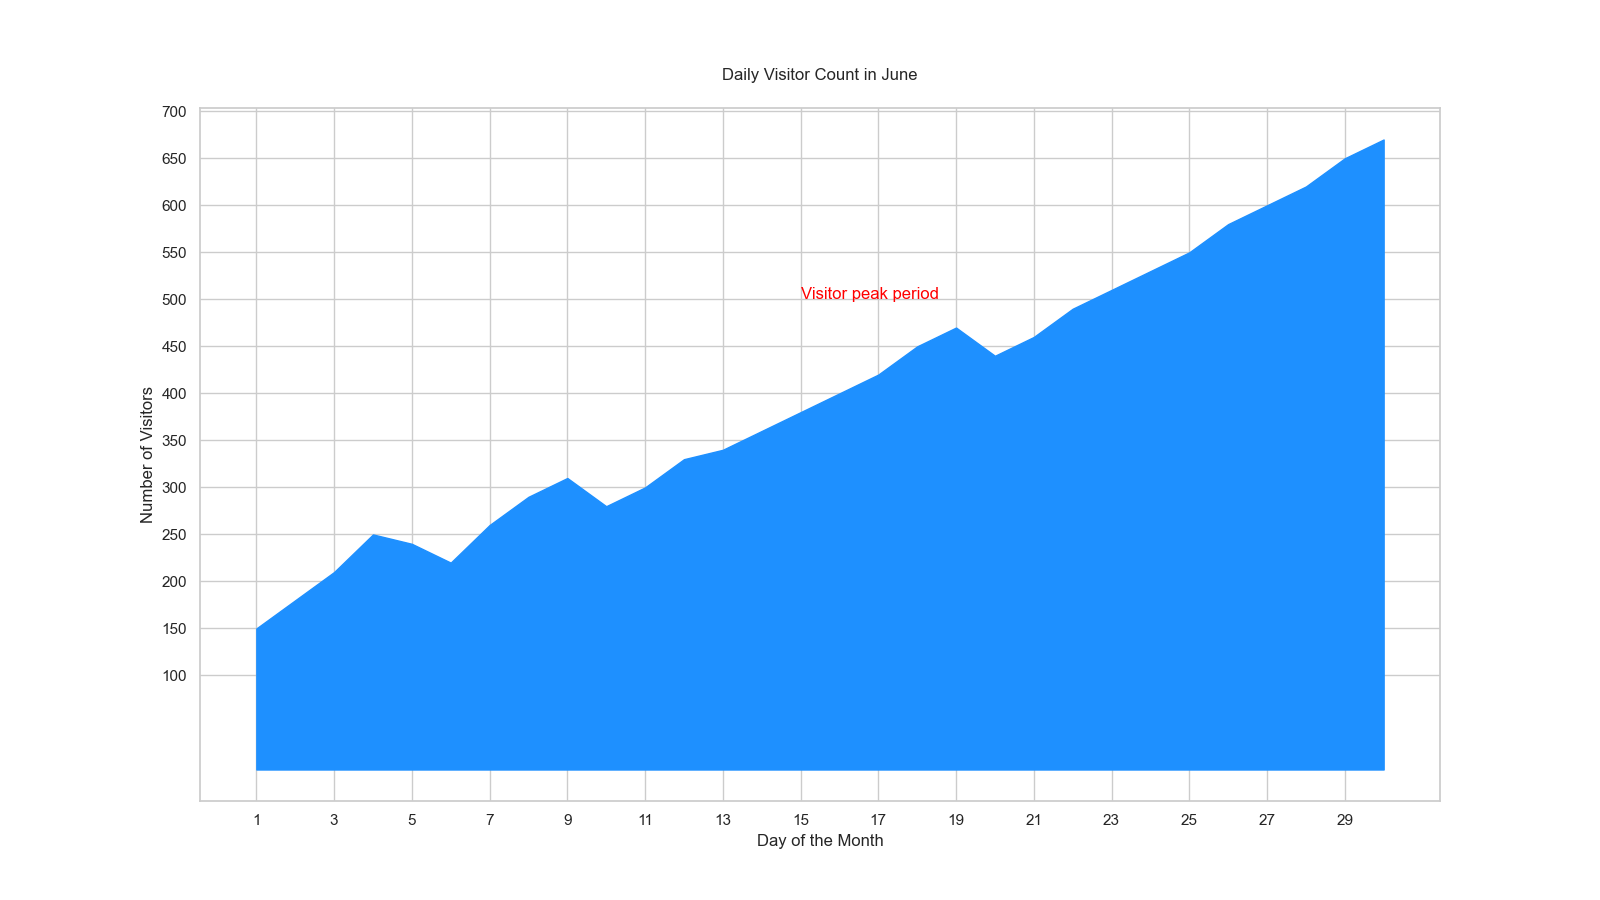 Daily Visitor Count in June
700
650
600
550
500
450
400
350
300
250
200
150
100
Number of Visitors
Visitor peak period
1 3 5 7 9 11 13 15 17 19 21 23 25 27 29
Day of the Month